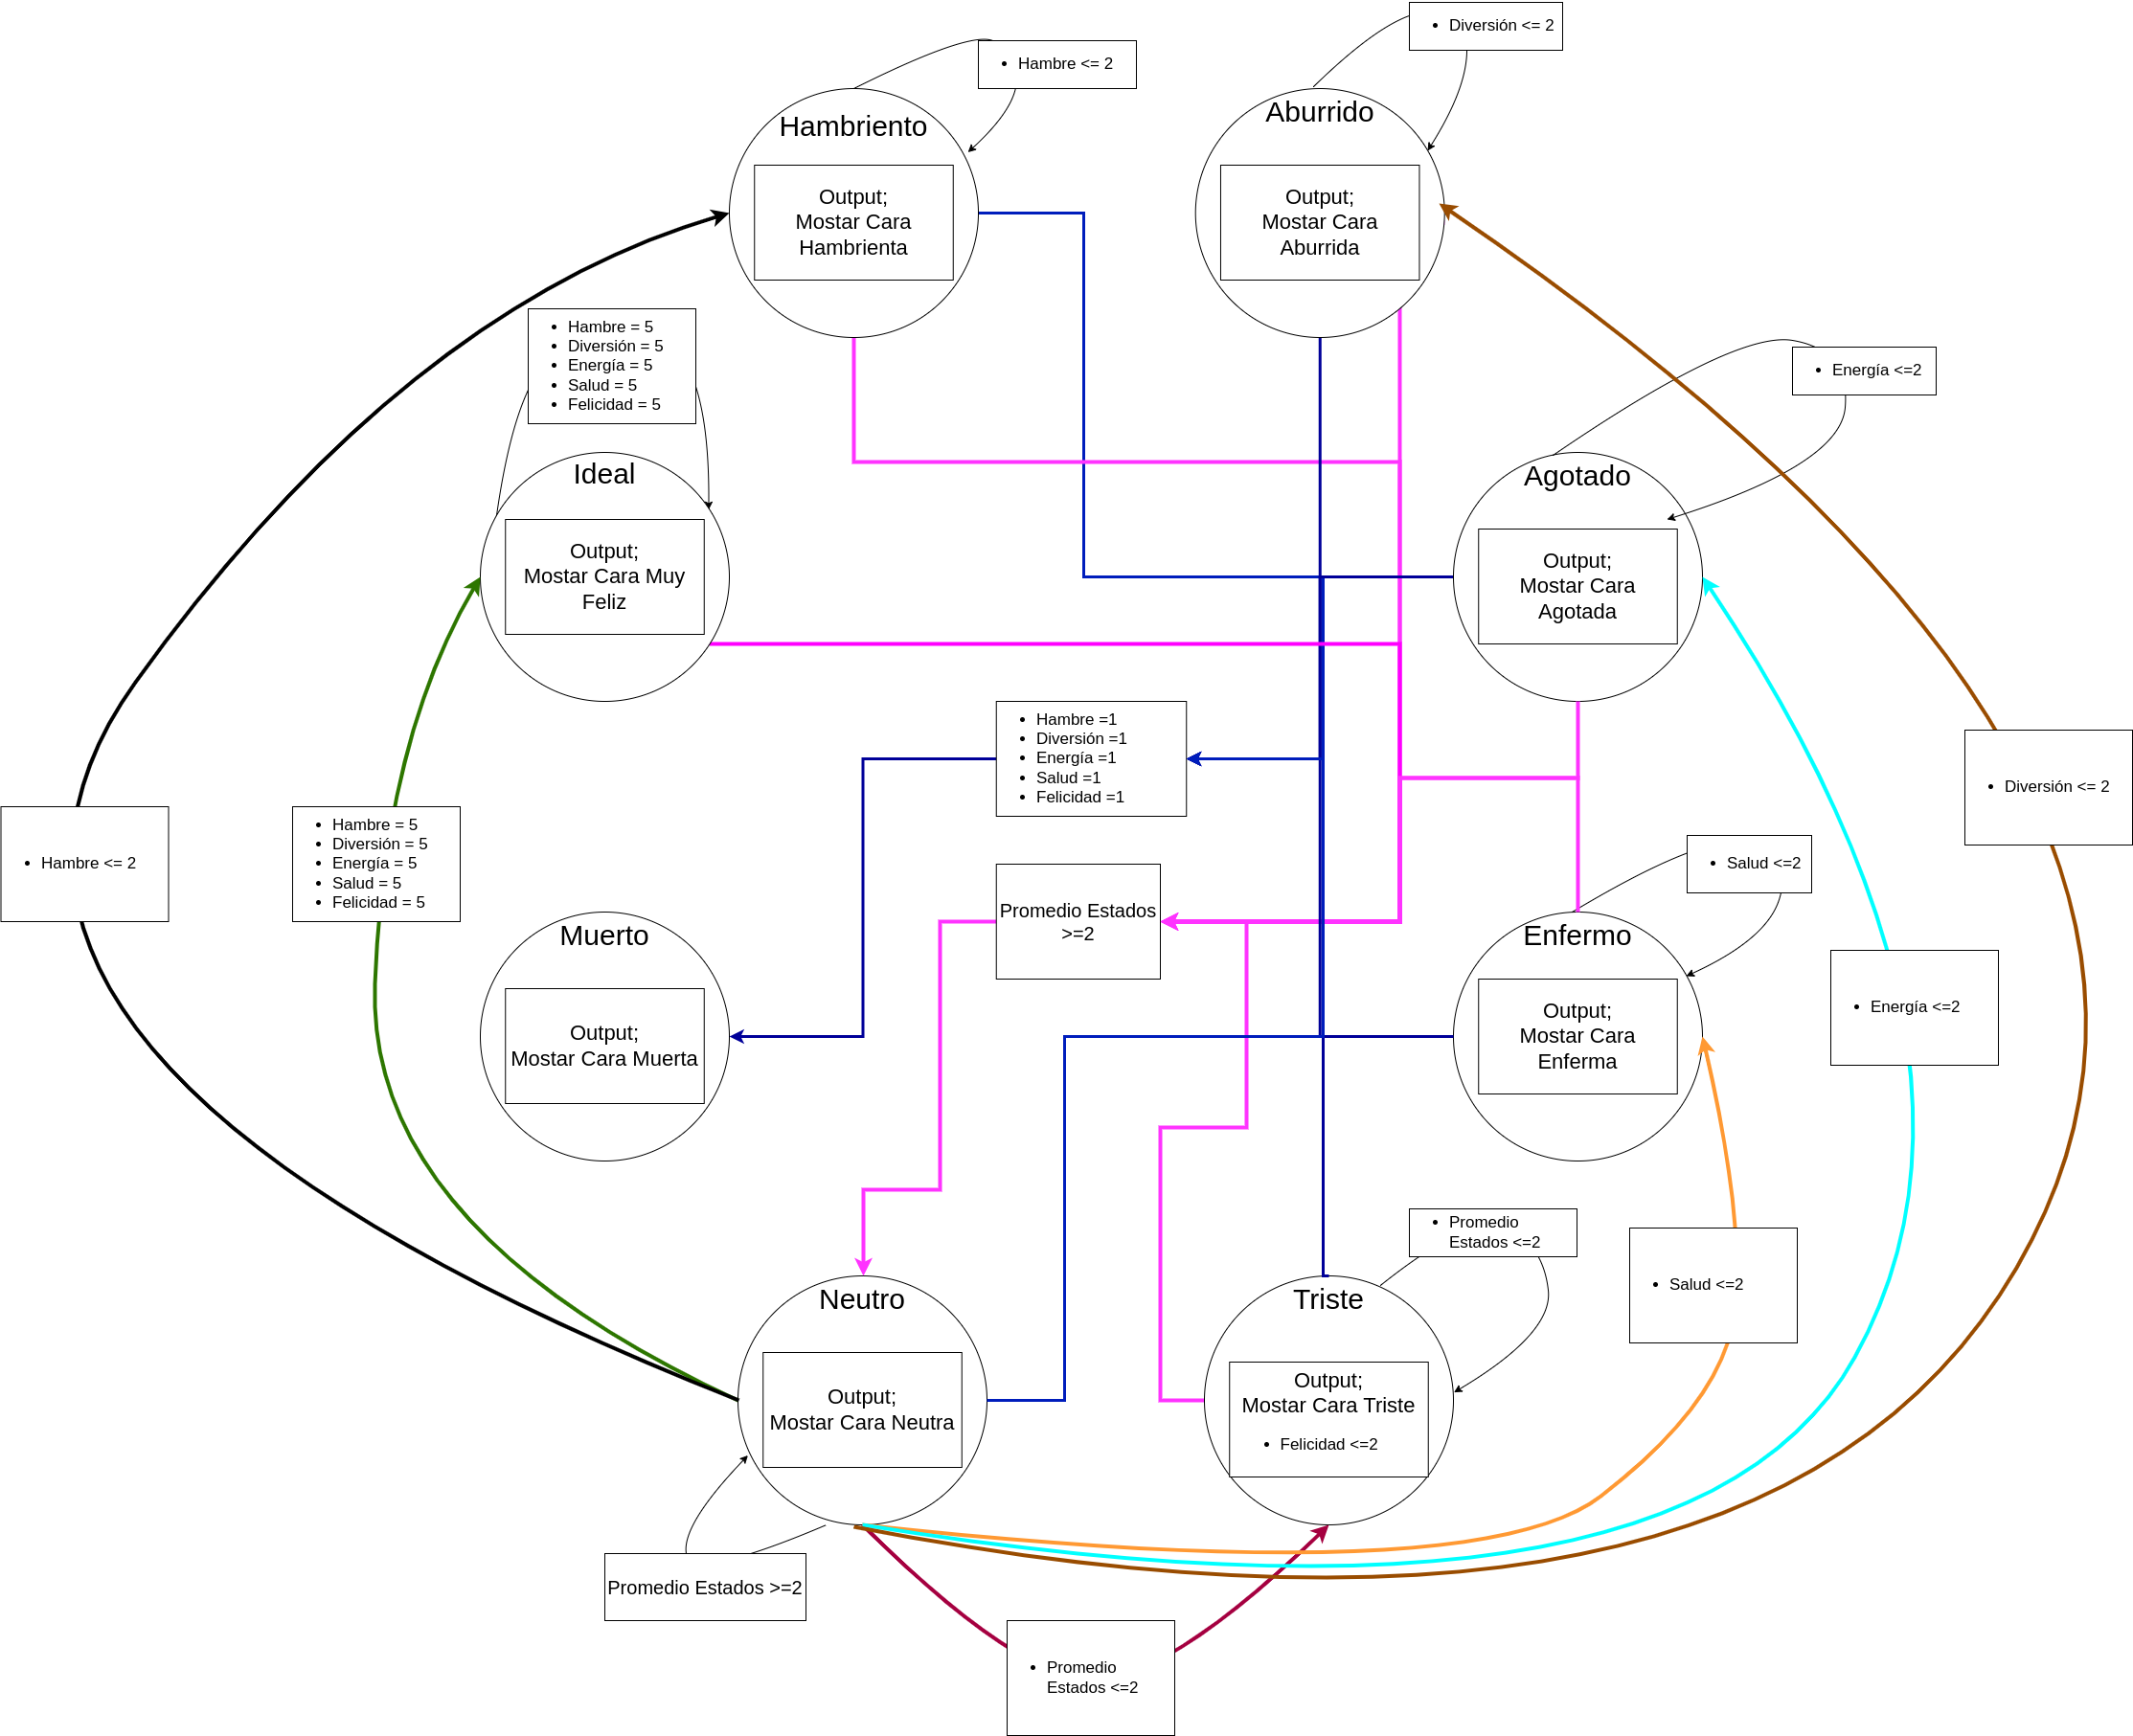 • Diversión <= 2
• Hambre <= 2
Hambriento
Output;
Mostar Cara
Hambrienta
Aburrido
Output;
Mostar Cara
Aburrida
• Hambre = 5
• Diversión = 5
• Energía = 5
• Salud = 5
• Felicidad = 5
• Energía <=2
Ideal
Output;
Mostar Cara Muy
Feliz
Agotado
Output;
Mostar Cara
Agotada
• Hambre =1
• Diversión =1
• Energía =1
• Salud =1
• Felicidad =1
• Diversión <= 2
• Hambre <= 2
• Hambre = 5
• Diversión = 5
• Energía = 5
• Salud = 5
• Felicidad = 5
• Salud <=2
Promedio Estados
>=2
Muerto
Output;
Mostar Cara Muerta
Enfermo
Output;
Mostar Cara
Enferma
• Energía <=2
• Promedio
Estados <=2
• Salud <=2
Neutro
Output;
Mostar Cara Neutra
Triste
Output;
Mostar Cara Triste
• Felicidad <=2
Promedio Estados >=2
• Promedio
Estados <=2